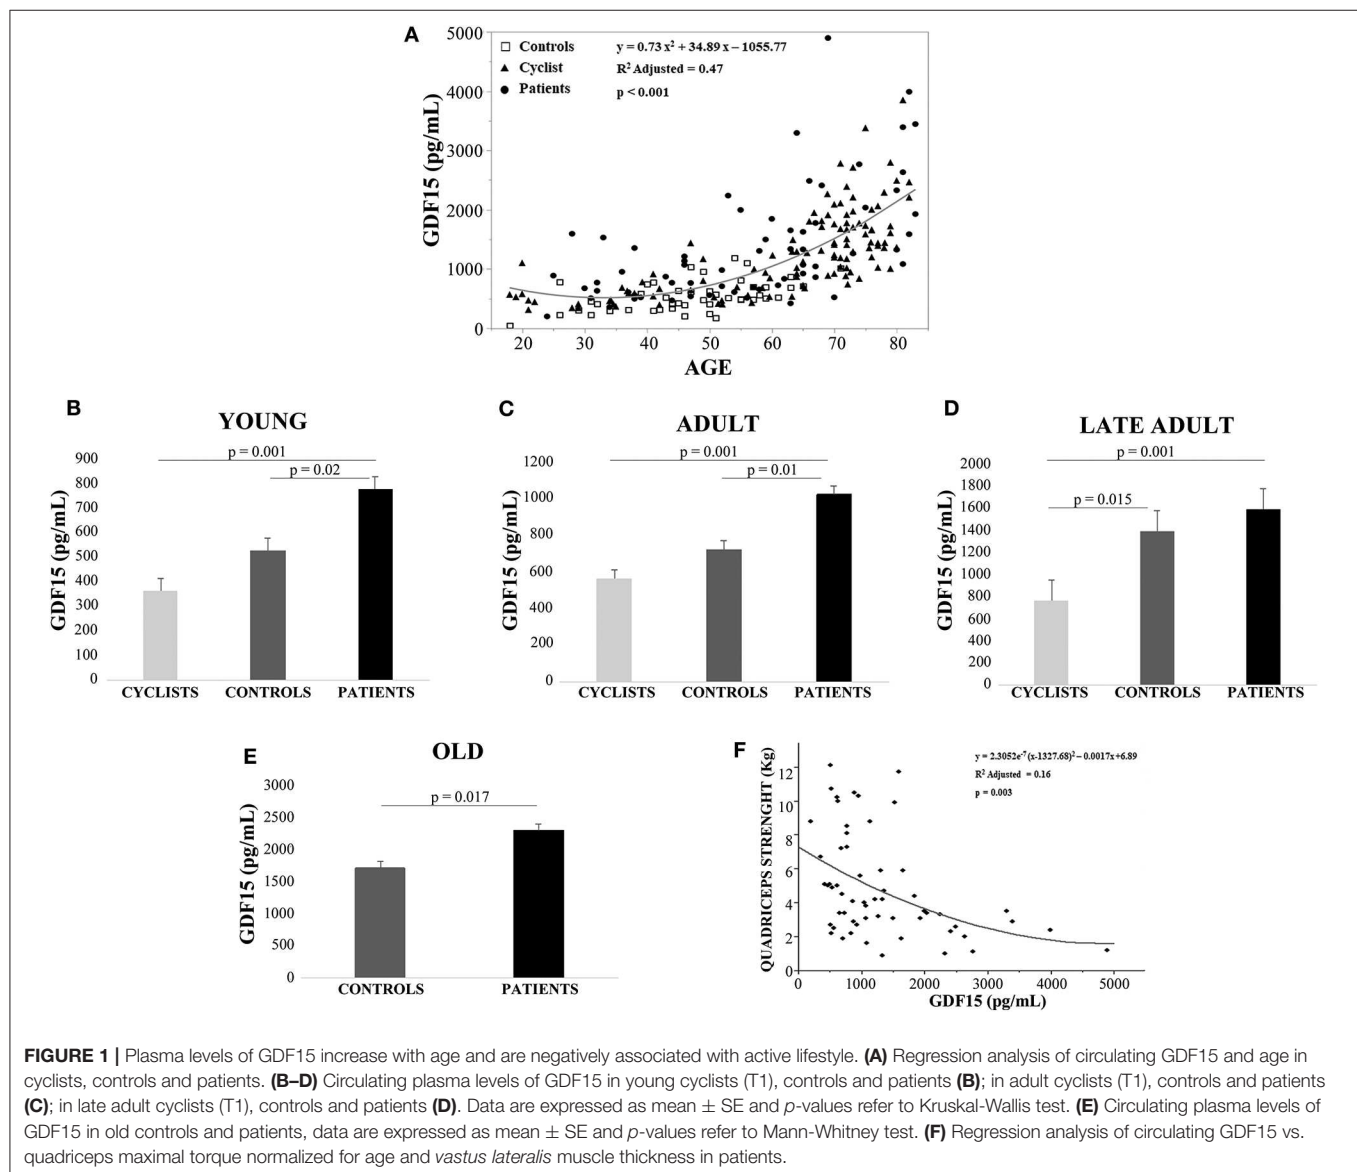 A
5000
4000
3000
2000
1000
0
GDF15 (pg/mL)
Controls
Cyclist
Patients
y = 0.73 x² + 34.89 x – 1055.77
R² Adjusted = 0.47
p < 0.001
20 30 40 50 60 70 80
AGE
B
YOUNG
p = 0.001
p = 0.02
900
800
700
600
500
400
300
200
100
0
GDF15 (pg/mL)
CYCLISTS CONTROLS PATIENTS
C
ADULT
p = 0.001
p = 0.01
1200
1000
800
600
400
200
0
GDF15 (pg/mL)
CYCLISTS CONTROLS PATIENTS
D
LATE ADULT
p = 0.001
p = 0.015
2000
1800
1600
1400
1200
1000
800
600
400
200
0
GDF15 (pg/mL)
CYCLISTS CONTROLS PATIENTS
E
OLD
p = 0.017
3000
2500
2000
1500
1000
500
0
GDF15 (pg/mL)
CONTROLS PATIENTS
F
QUADRICEPS STRENGHT (Kg)
12
10
8
6
4
2
0
y = 2.3052e⁻⁷ (x-1327.68)² – 0.0017x+6.89
R² Adjusted = 0.16
p = 0.003
0 1000 2000 3000 4000 5000
GDF15 (pg/mL)
FIGURE 1 | Plasma levels of GDF15 increase with age and are negatively associated with active lifestyle. (A) Regression analysis of circulating GDF15 and age in
cyclists, controls and patients. (B–D) Circulating plasma levels of GDF15 in young cyclists (T1), controls and patients (B); in adult cyclists (T1), controls and patients
(C); in late adult cyclists (T1), controls and patients (D). Data are expressed as mean ± SE and p-values refer to Kruskal-Wallis test. (E) Circulating plasma levels of
GDF15 in old controls and patients, data are expressed as mean ± SE and p-values refer to Mann-Whitney test. (F) Regression analysis of circulating GDF15 vs.
quadriceps maximal torque normalized for age and vastus lateralis muscle thickness in patients.